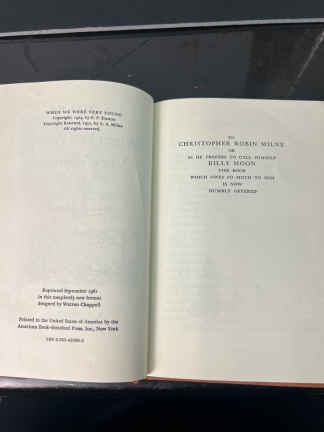 WHEN WE WERE VERY YOUNG
Copyright, 1924, by E. P. Dutton
Copyright Renewal, 1952, by A. A. Milne
All rights reserved.
Reprinted September 1961
in this completely new format
designed by Warren Chappell
Printed in the United States of America by the
American Book–Stratford Press, Inc., New York
TO
CHRISTOPHER ROBIN MILNE
OR
AS HE PREFERS TO CALL HIMSELF
BILLY MOON
THIS BOOK
WHICH OWES SO MUCH TO HIM
IS NOW
HUMBLY OFFERED